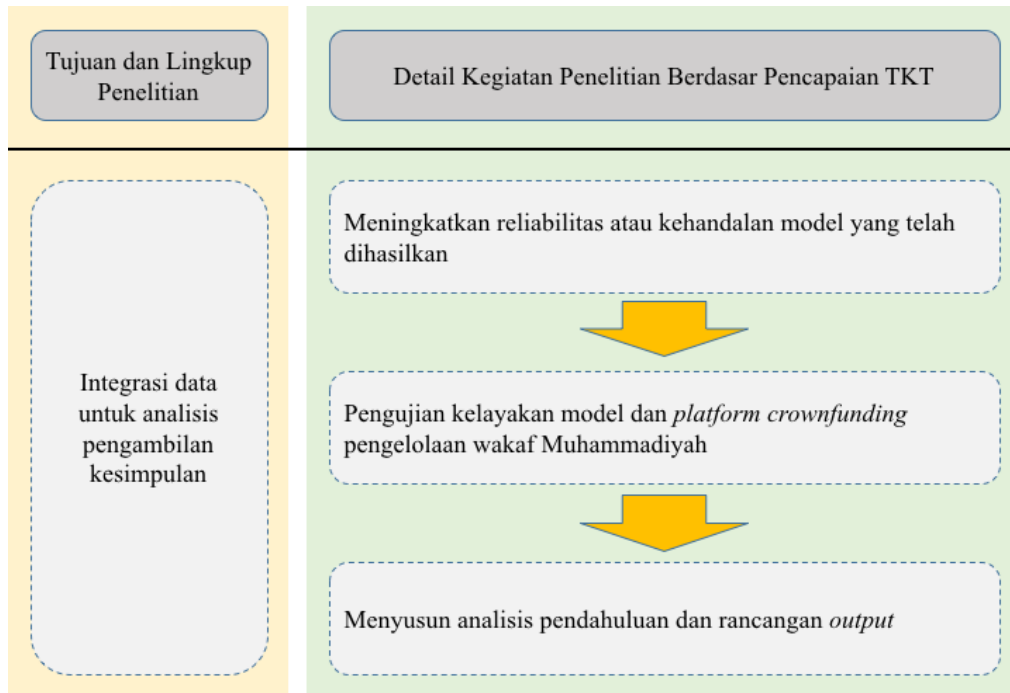 Tujuan dan Lingkup
Penelitian
Detail Kegiatan Penelitian Berdasar Pencapaian TKT
Integrasi data
untuk analisis
pengambilan
kesimpulan
Meningkatkan reliabilitas atau kehandalan model yang telah
dihasilkan
Pengujian kelayakan model dan platform crownfunding
pengelolaan wakaf Muhammadiyah
Menyusun analisis pendahuluan dan rancangan output